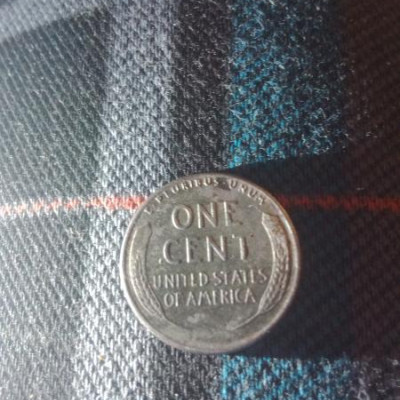 E·PLURIBUS·UNUM
ONE
CENT
UNITED STATES
OF AMERICA